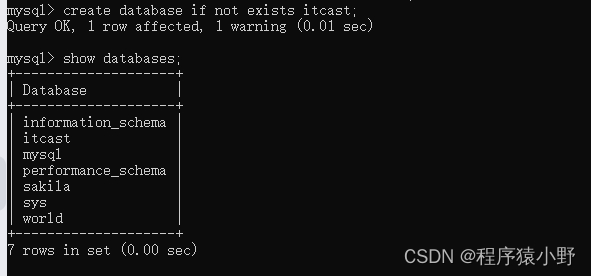 mysql> create database if not exists itcast;
Query OK, 1 row affected, 1 warning (0.01 sec)
mysql> show databases;
+--------------------+
| Database           |
+--------------------+
| information_schema |
| itcast             |
| mysql              |
| performance_schema |
| sakila             |
| sys                |
| world              |
+--------------------+
7 rows in set (0.00 sec)
CSDN @程序猿小野